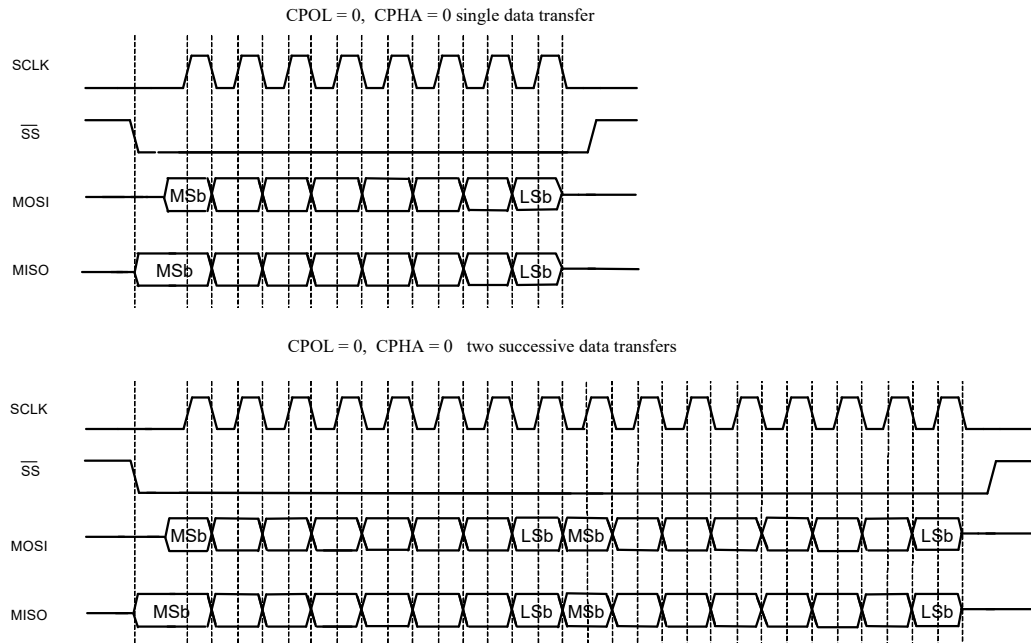 CPOL = 0, CPHA = 0 single data transfer
SCLK
SS
MOSI MSb LSb
MISO MSb LSb
CPOL = 0, CPHA = 0 two successive data transfers
SCLK
SS
MOSI MSb LSb MSb LSb
MISO MSb LSb MSb LSb